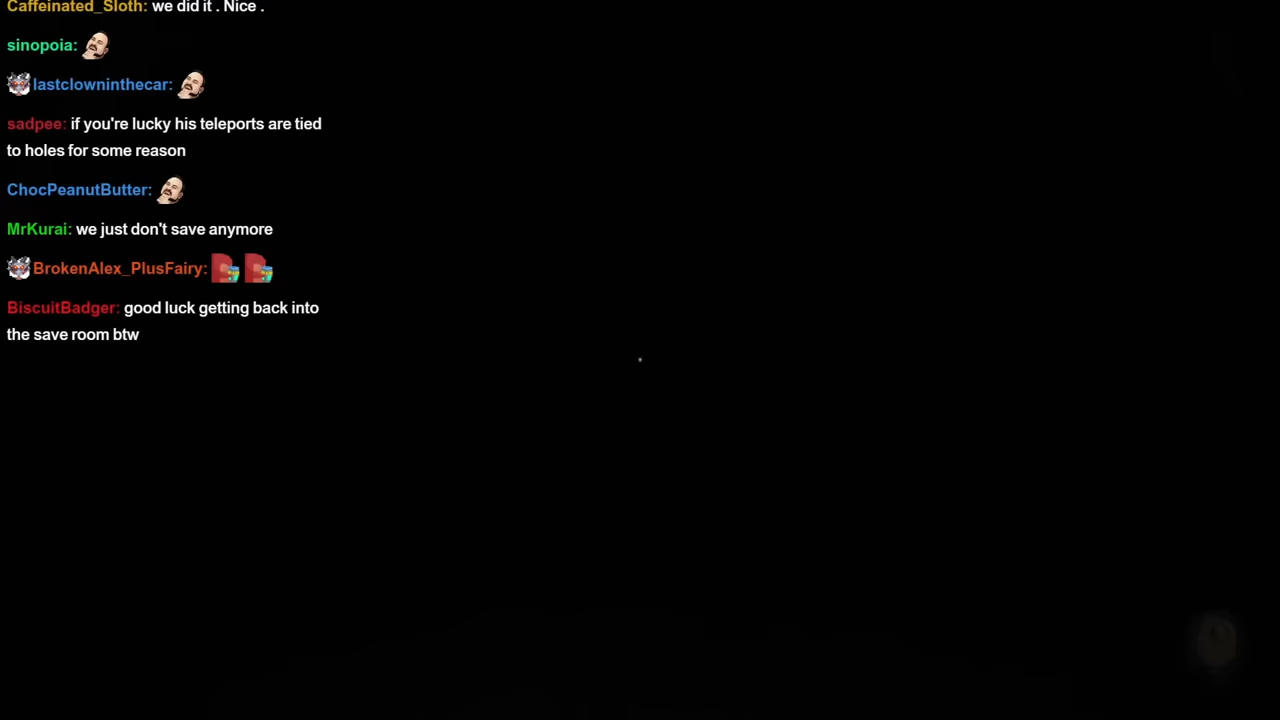 Caffeinated_Sloth: we did it . Nice .
sinopoia:
lastclowninthecar:
sadpee: if you're lucky his teleports are tied
to holes for some reason
ChocPeanutButter:
MrKurai: we just don't save anymore
BrokenAlex_PlusFairy:
BiscuitBadger: good luck getting back into
the save room btw